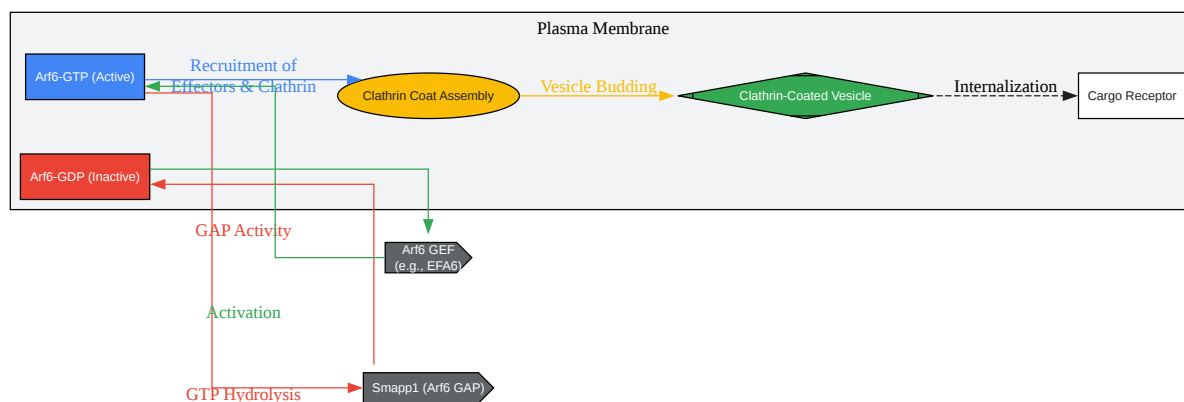 Plasma Membrane
Arf6-GTP (Active)
Recruitment of
Effectors & Clathrin
Clathrin Coat Assembly
Vesicle Budding
Clathrin-Coated Vesicle
Internalization
Cargo Receptor
Arf6-GDP (Inactive)
GAP Activity
Arf6 GEF
(e.g., EFA6)
Activation
Smapp1 (Arf6 GAP)
GTP Hydrolysis